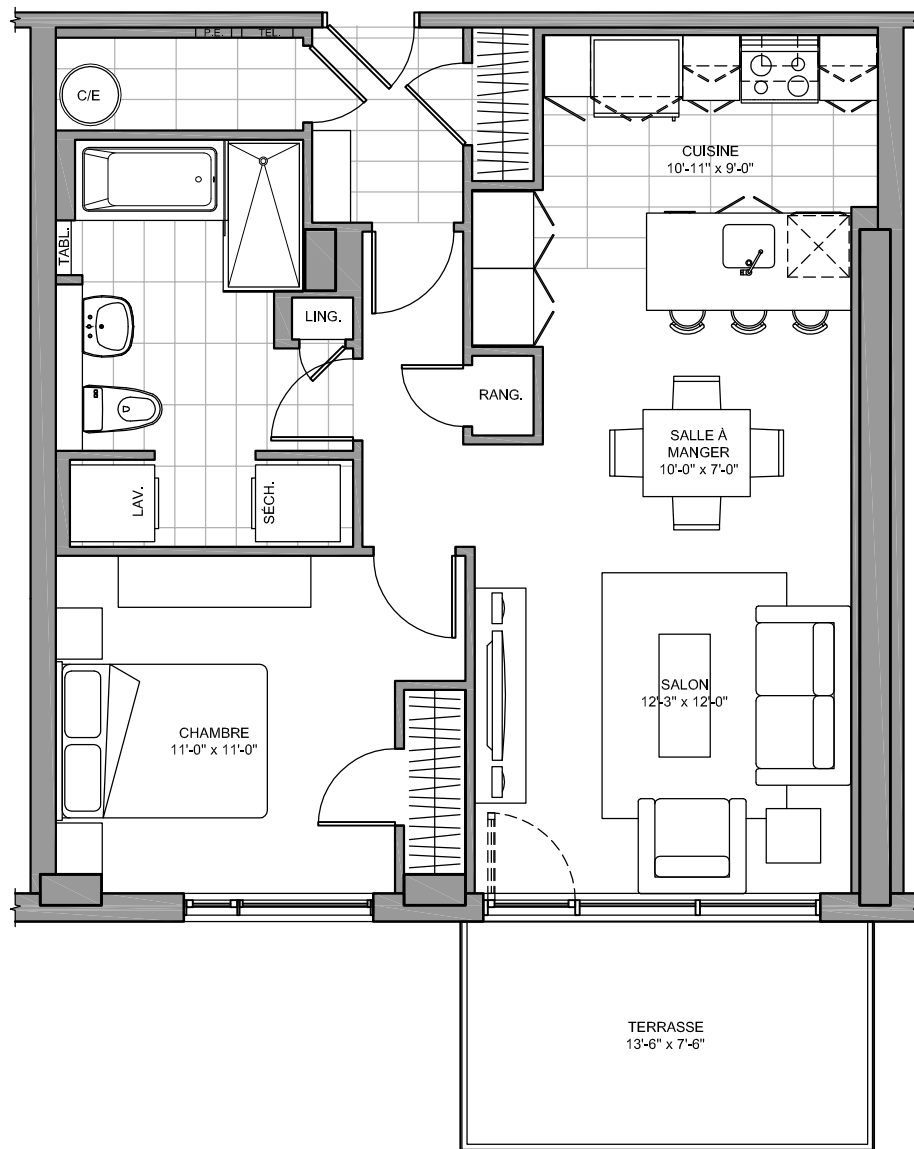 P.E.
TEL.
C/E
CUISINE
10'-11" x 9'-0"
TABL.
LING.
RANG.
SALLE À
MANGER
10'-0" x 7'-0"
LAV.
SÉCH.
SALON
12'-3" x 12'-0"
CHAMBRE
11'-0" x 11'-0"
TERRASSE
13'-6" x 7'-6"